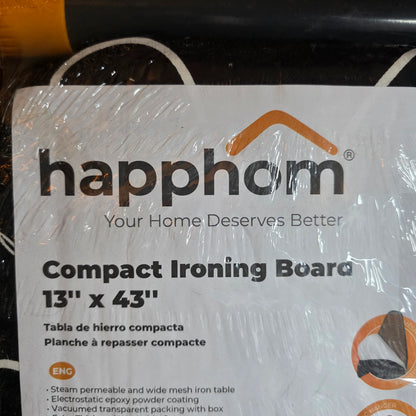 happhom®
Your Home Deserves Better
Compact Ironing Board
13" x 43"
Tabla de hierro compacta
Planche à repasser compacte
ENG
• Steam permeable and wide mesh iron table
• Electrostatic epoxy powder coating
• Vacuumed transparent packing with box
HANGER